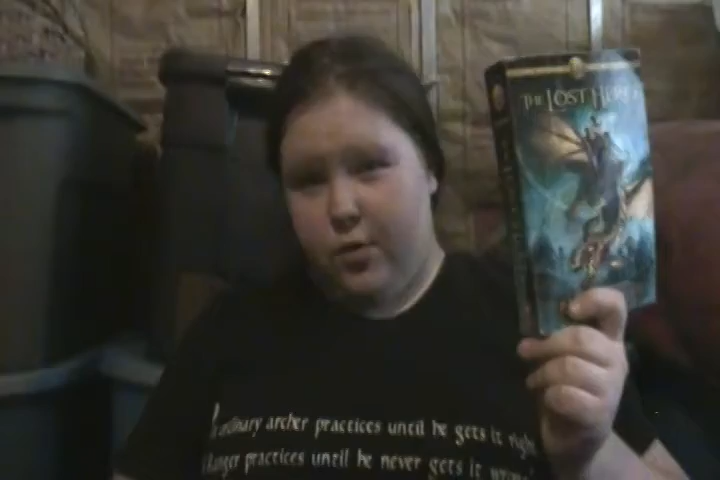 THE LOST HERO
ordinary archer practices until he gets it right
Ranger practices until he never gets it wrong